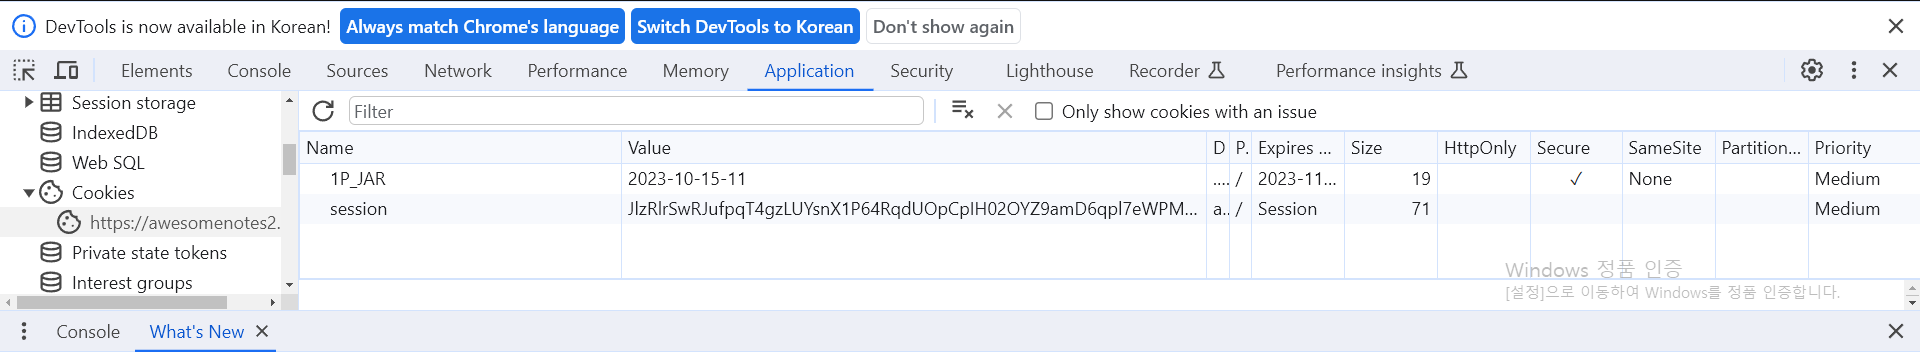 DevTools is now available in Korean! Always match Chrome's language Switch DevTools to Korean Don't show again
Elements Console Sources Network Performance Memory Application Security Lighthouse Recorder Performance insights
Session storage
IndexedDB
Web SQL
Cookies
https://awesomenotes2.
Private state tokens
Interest groups
Filter Only show cookies with an issue
Name Value D P. Expires ... Size HttpOnly Secure SameSite Partition... Priority
1P_JAR 2023-10-15-11 .... / 2023-11... 19 ✓ None Medium
session JlzRlrSwRJufpqT4gzLUYsnX1P64RqdUOpCpIH02OYZ9amD6qpl7eWPM... a.. / Session 71 Medium
Windows 정품 인증
[설정]으로 이동하여 Windows를 정품 인증합니다.
Console What's New